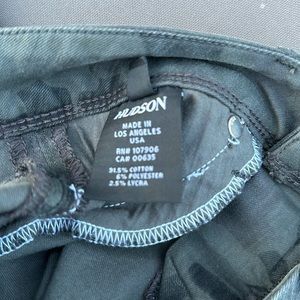 HUDSON
MADE IN
LOS ANGELES
USA
RN# 107906
CA# 00635
91.5% COTTON
6% POLYESTER
2.5% LYCRA